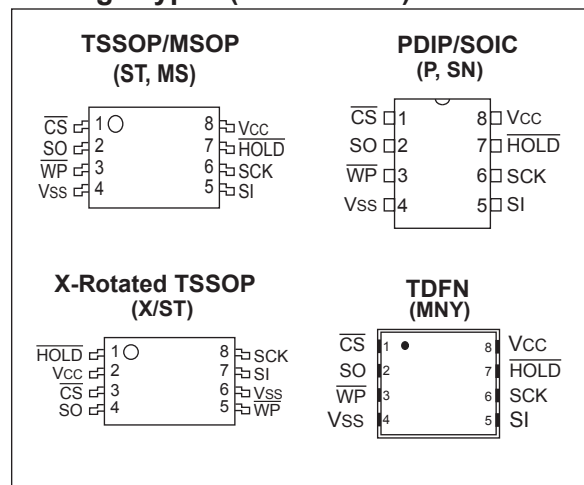 TSSOP/MSOP
(ST, MS)
CS 1 8 VCC
SO 2 7 HOLD
WP 3 6 SCK
VSS 4 5 SI
PDIP/SOIC
(P, SN)
CS 1 8 VCC
SO 2 7 HOLD
WP 3 6 SCK
VSS 4 5 SI
X-Rotated TSSOP
(X/ST)
HOLD 1 8 SCK
VCC 2 7 SI
CS 3 6 VSS
SO 4 5 WP
TDFN
(MNY)
CS 1 8 VCC
SO 2 7 HOLD
WP 3 6 SCK
VSS 4 5 SI